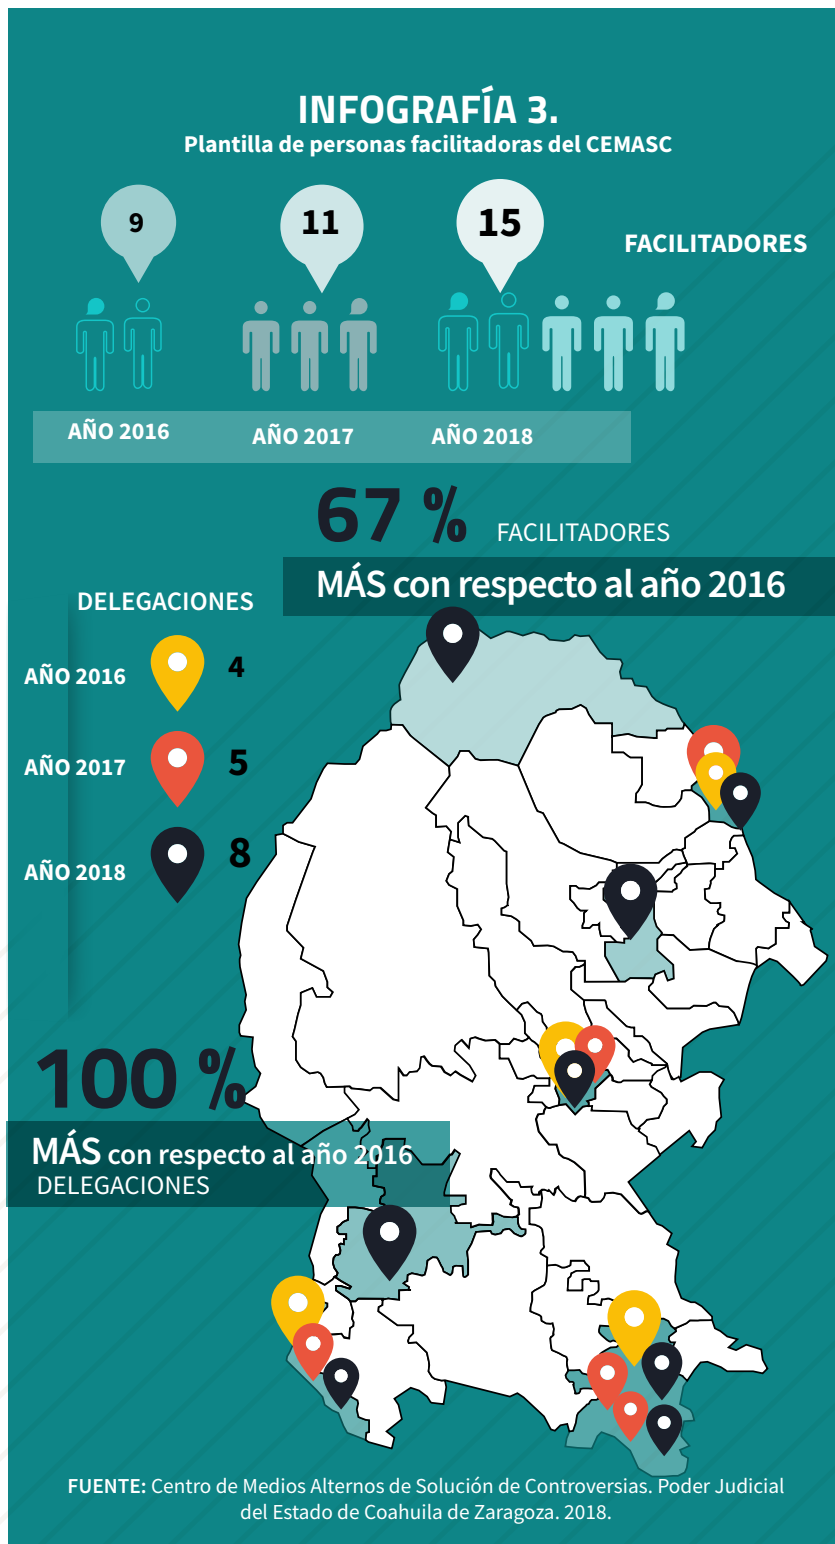 INFOGRAFÍA 3.
Plantilla de personas facilitadoras del CEMASC
9
11
15
FACILITADORES
AÑO 2016
AÑO 2017
AÑO 2018
67 % FACILITADORES
MÁS con respecto al año 2016
DELEGACIONES
AÑO 2016 4
AÑO 2017 5
AÑO 2018 8
100 %
MÁS con respecto al año 2016
DELEGACIONES
FUENTE: Centro de Medios Alternos de Solución de Controversias. Poder Judicial
del Estado de Coahuila de Zaragoza. 2018.